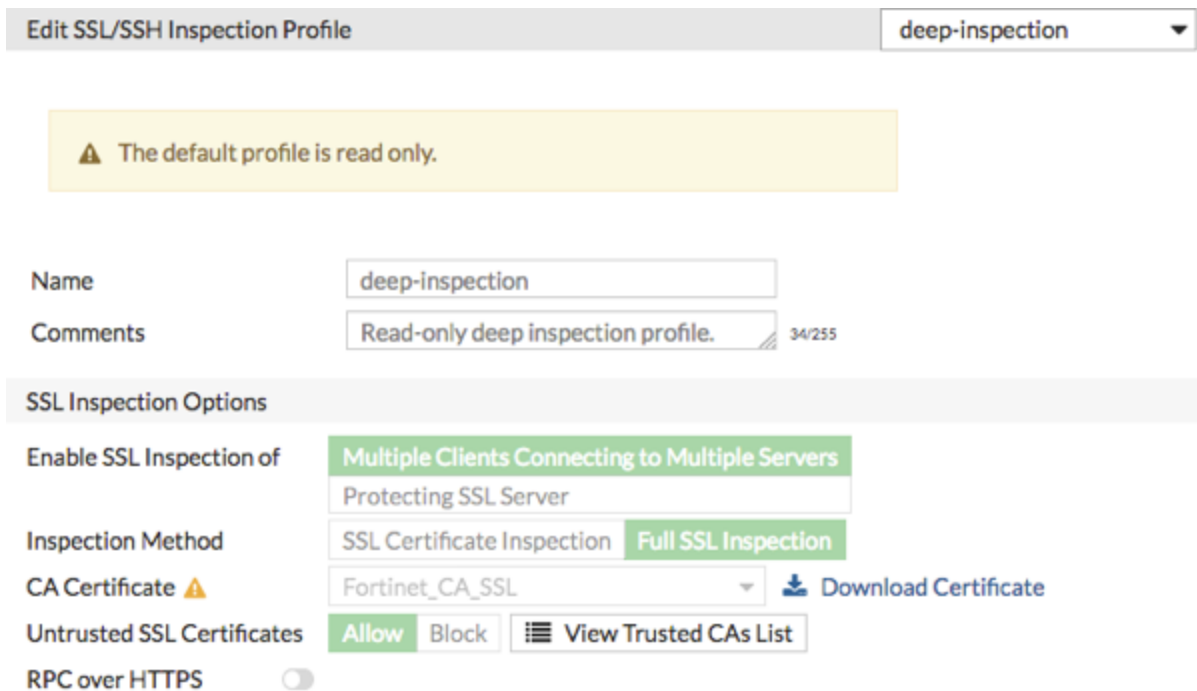 Edit SSL/SSH Inspection Profile deep-inspection
The default profile is read only.
Name deep-inspection
Comments Read-only deep inspection profile. 34/255
SSL Inspection Options
Enable SSL Inspection of Multiple Clients Connecting to Multiple Servers
Protecting SSL Server
Inspection Method SSL Certificate Inspection Full SSL Inspection
CA Certificate Fortinet_CA_SSL Download Certificate
Untrusted SSL Certificates Allow Block View Trusted CAs List
RPC over HTTPS